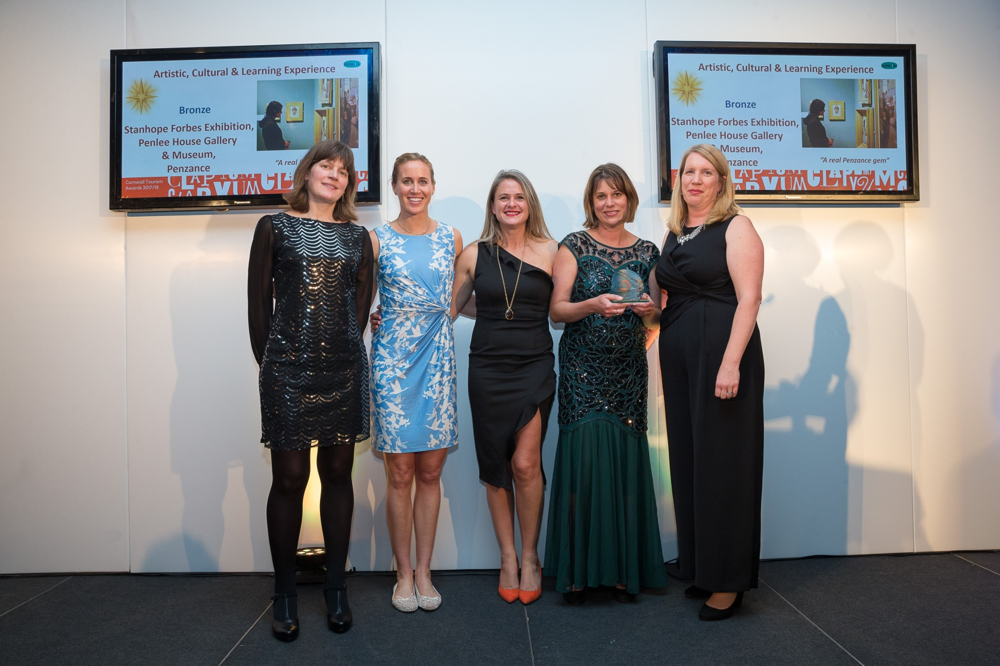 Artistic, Cultural & Learning Experience
Bronze
Stanhope Forbes Exhibition,
Penlee House Gallery
& Museum,
Penzance
"A real
Cornwall Tourism
Awards 2017/18
Panasonic
Artistic, Cultural & Learning Experience
Bronze
Stanhope Forbes Exhibition,
Penlee House Gallery
Museum,
"A real Penzance gem"
Panasonic